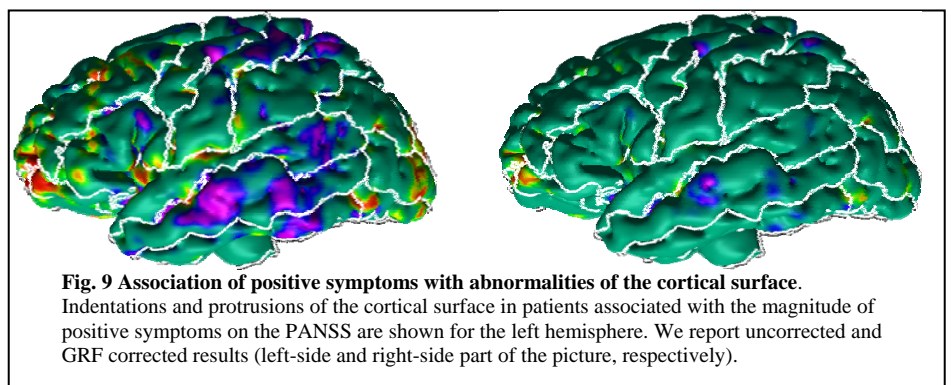 Fig. 9 Association of positive symptoms with abnormalities of the cortical surface.
Indentations and protrusions of the cortical surface in patients associated with the magnitude of
positive symptoms on the PANSS are shown for the left hemisphere. We report uncorrected and
GRF corrected results (left-side and right-side part of the picture, respectively).